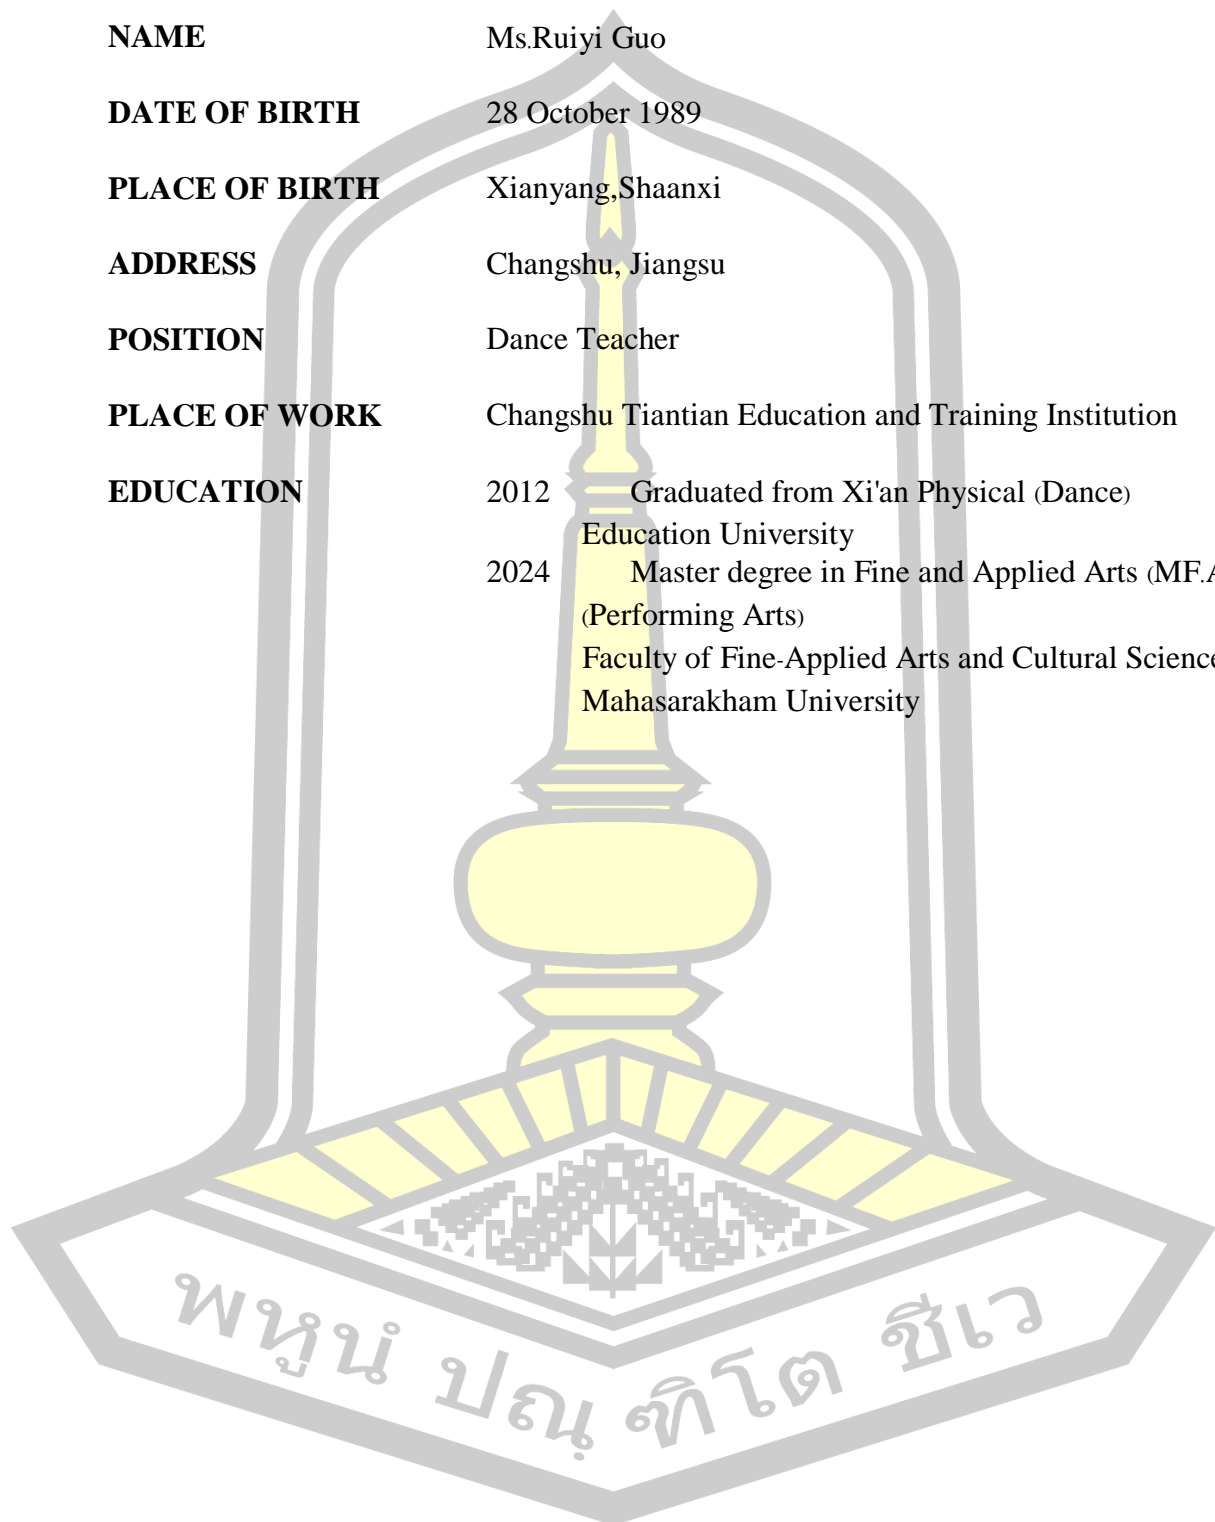 NAME Ms.Ruiyi Guo
DATE OF BIRTH 28 October 1989
PLACE OF BIRTH Xianyang,Shaanxi
ADDRESS Changshu, Jiangsu
POSITION Dance Teacher
PLACE OF WORK Changshu Tiantian Education and Training Institution
EDUCATION 2012 Graduated from Xi'an Physical (Dance)
Education University
2024 Master degree in Fine and Applied Arts (MF.A
(Performing Arts)
Faculty of Fine-Applied Arts and Cultural Science
Mahasarakham University
พหูนํ ปณฺฑิโต ชีเว